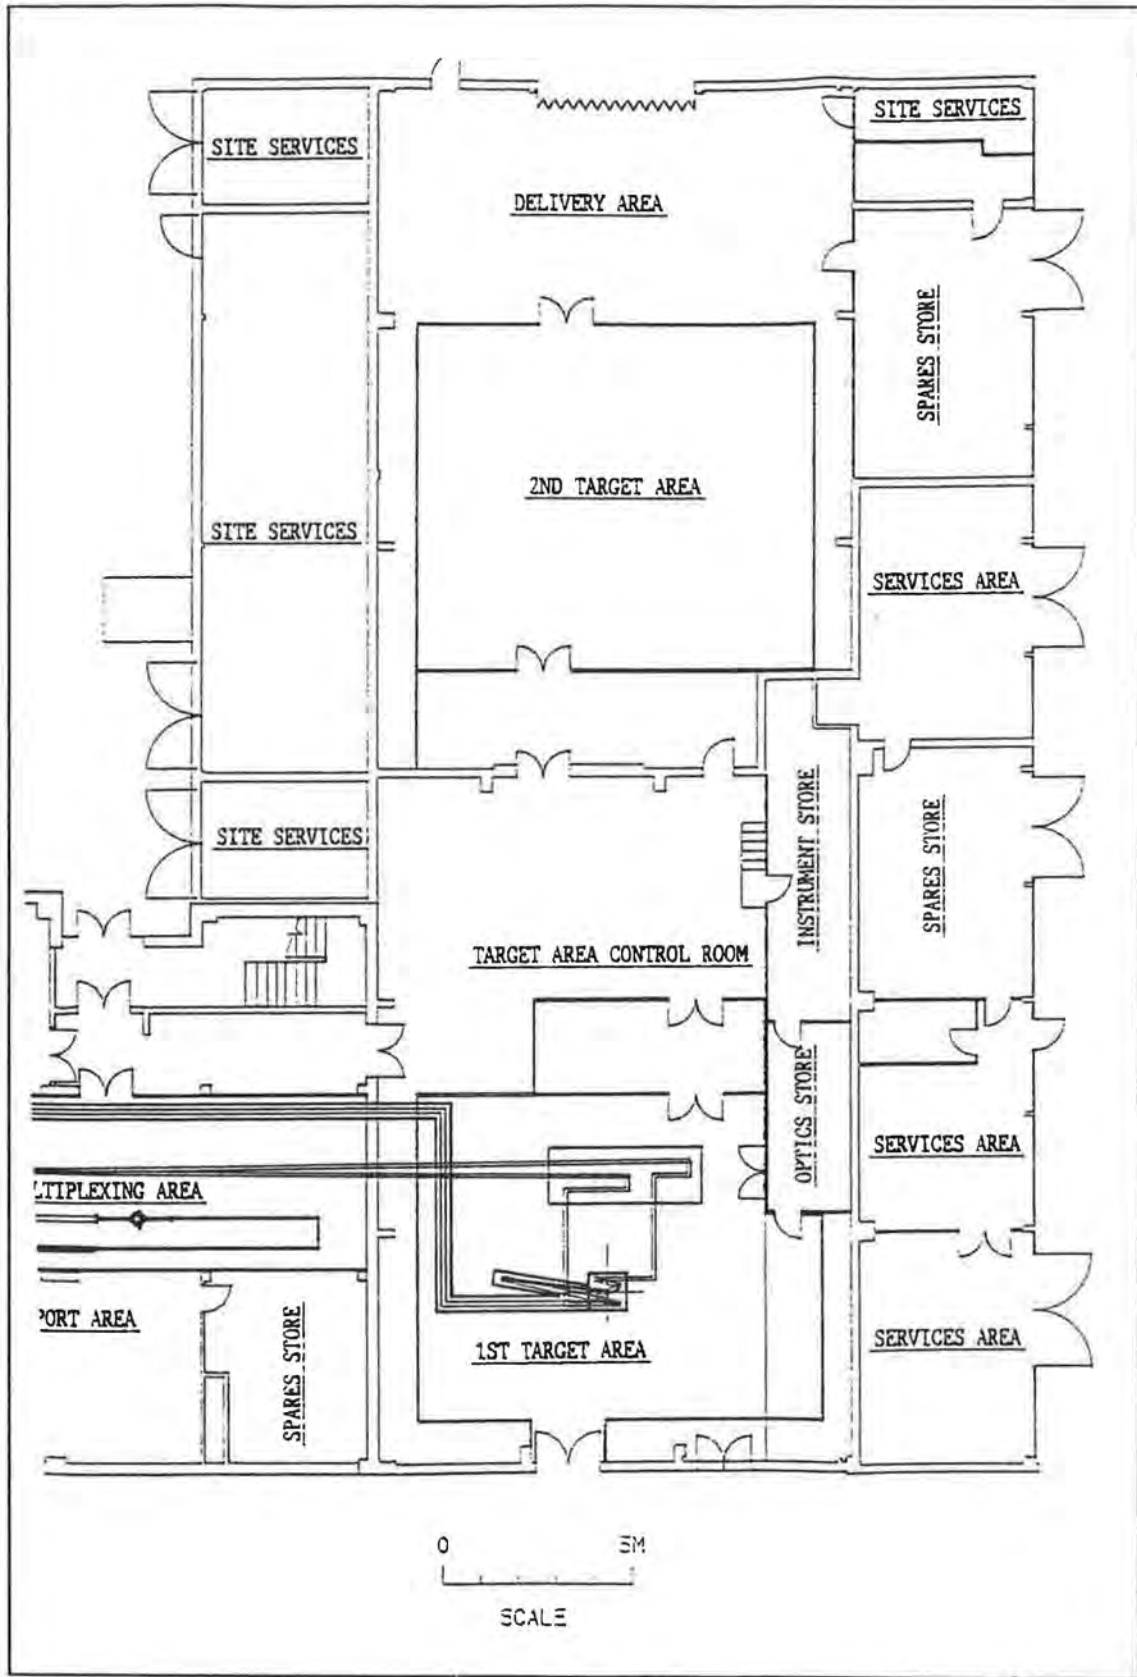 SITE SERVICES
SITE SERVICES
DELIVERY AREA
SPARES STORE
2ND TARGET AREA
SITE SERVICES
SERVICES AREA
SITE SERVICES
INSTRUMENT STORE
SPARES STORE
TARGET AREA CONTROL ROOM
OPTICS STORE
SERVICES AREA
LTIPLEXING AREA
PORT AREA
SPARES STORE
1ST TARGET AREA
SERVICES AREA
0 5M
SCALE